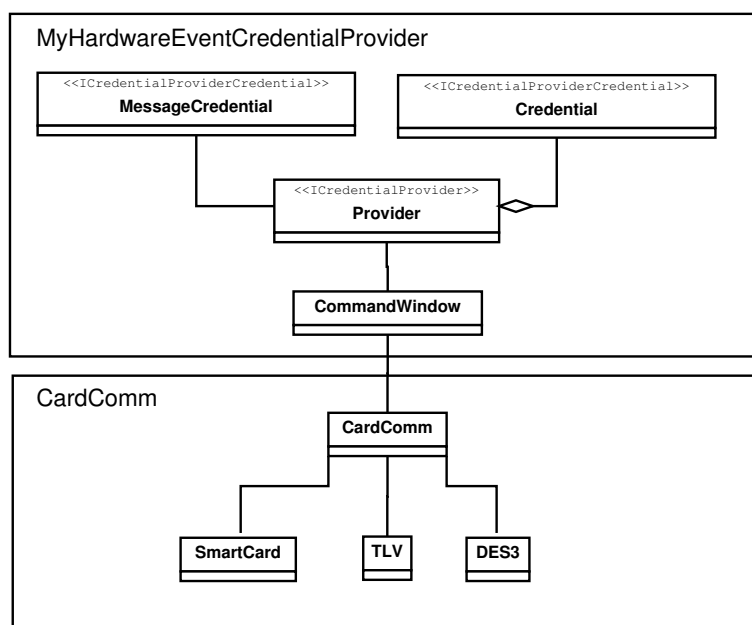 MyHardwareEventCredentialProvider
<<ICredentialProviderCredential>>
MessageCredential
<<ICredentialProviderCredential>>
Credential
<<ICredentialProvider>>
Provider
CommandWindow
CardComm
CardComm
SmartCard
TLV
DES3